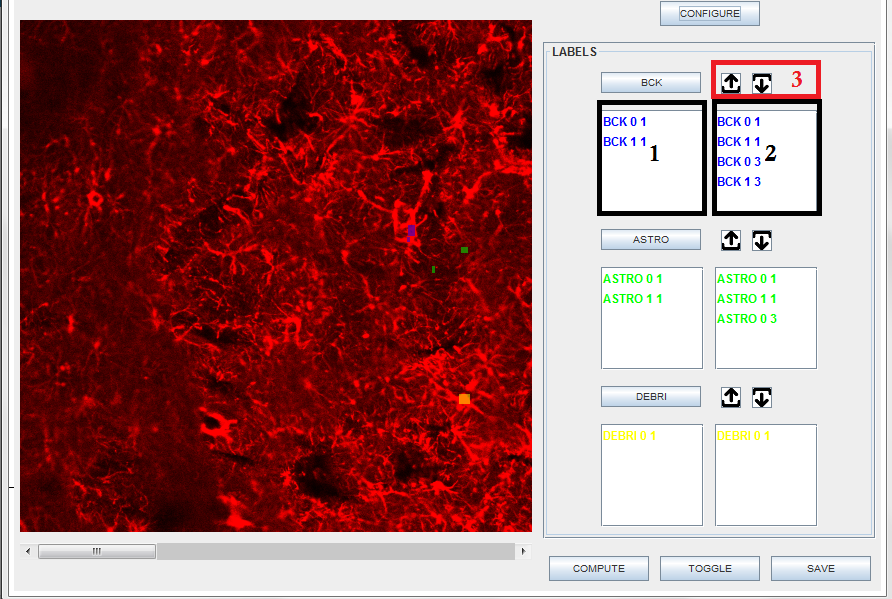 CONFIGURE
LABELS
BCK
3
BCK 0 1
BCK 1 1
1
BCK 0 1
BCK 1 1
BCK 0 3
BCK 1 3
2
ASTRO
ASTRO 0 1
ASTRO 1 1
ASTRO 0 1
ASTRO 1 1
ASTRO 0 3
DEBRI
DEBRI 0 1
DEBRI 0 1
COMPUTE TOGGLE SAVE